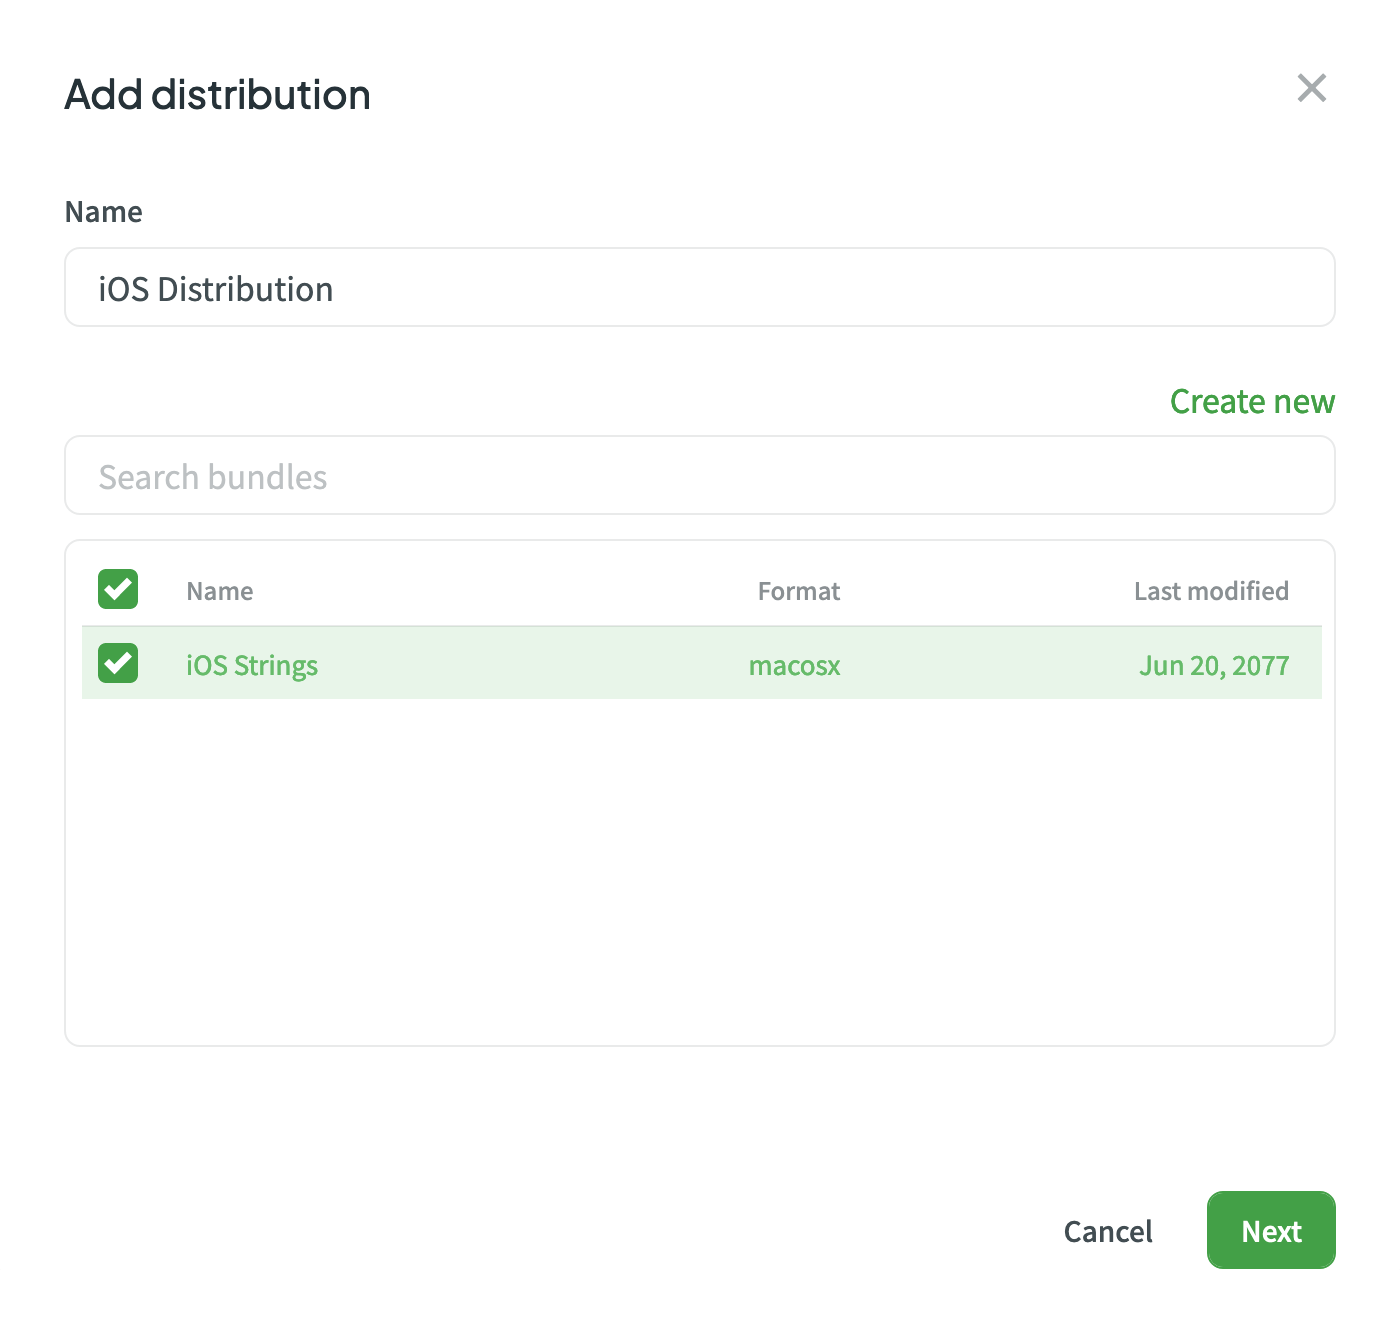 Add distribution
Name
iOS Distribution
Create new
Search bundles
Name Format Last modified
iOS Strings macosx Jun 20, 2077
Cancel Next